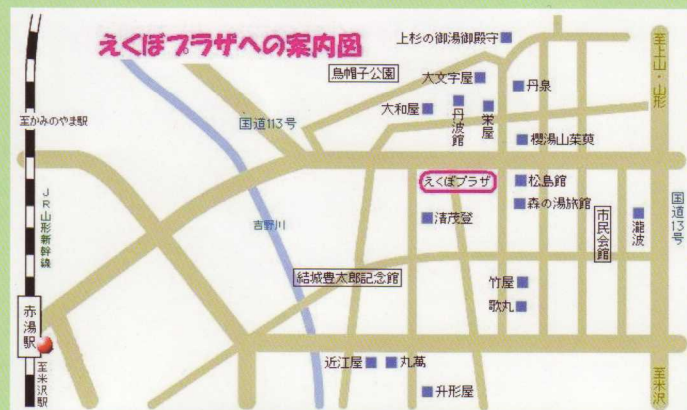 えくぼプラザへの案内図
上杉の御湯御殿守
烏帽子公園
大文字屋
丹泉
大和屋
丹波館
栄屋
至上山・山形
至かみのやま駅
国道113号
櫻湯山茱萸
えくぼプラザ
松島館
森の湯旅館
JR山形新幹線
吉野川
渚茂登
市民会館
瀧波
国道13号
結城豊太郎記念館
竹屋
歌丸
赤湯駅
至米沢駅
近江屋
丸萬
升形屋
至米沢